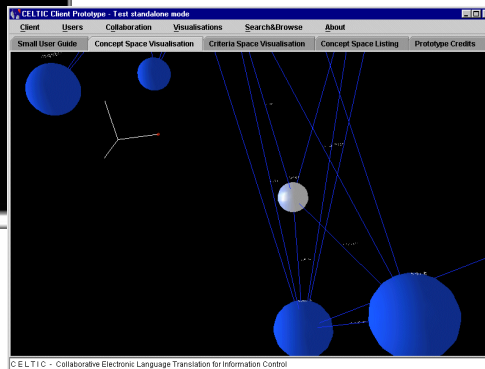 CELTIC Client Prototype - Test standalone mode
Client Users Collaboration Visualisations Search&Browse About
Small User Guide Concept Space Visualisation Criteria Space Visualisation Concept Space Listing Prototype Credits
C E L T I C - Collaborative Electronic Language Translation for Information Control